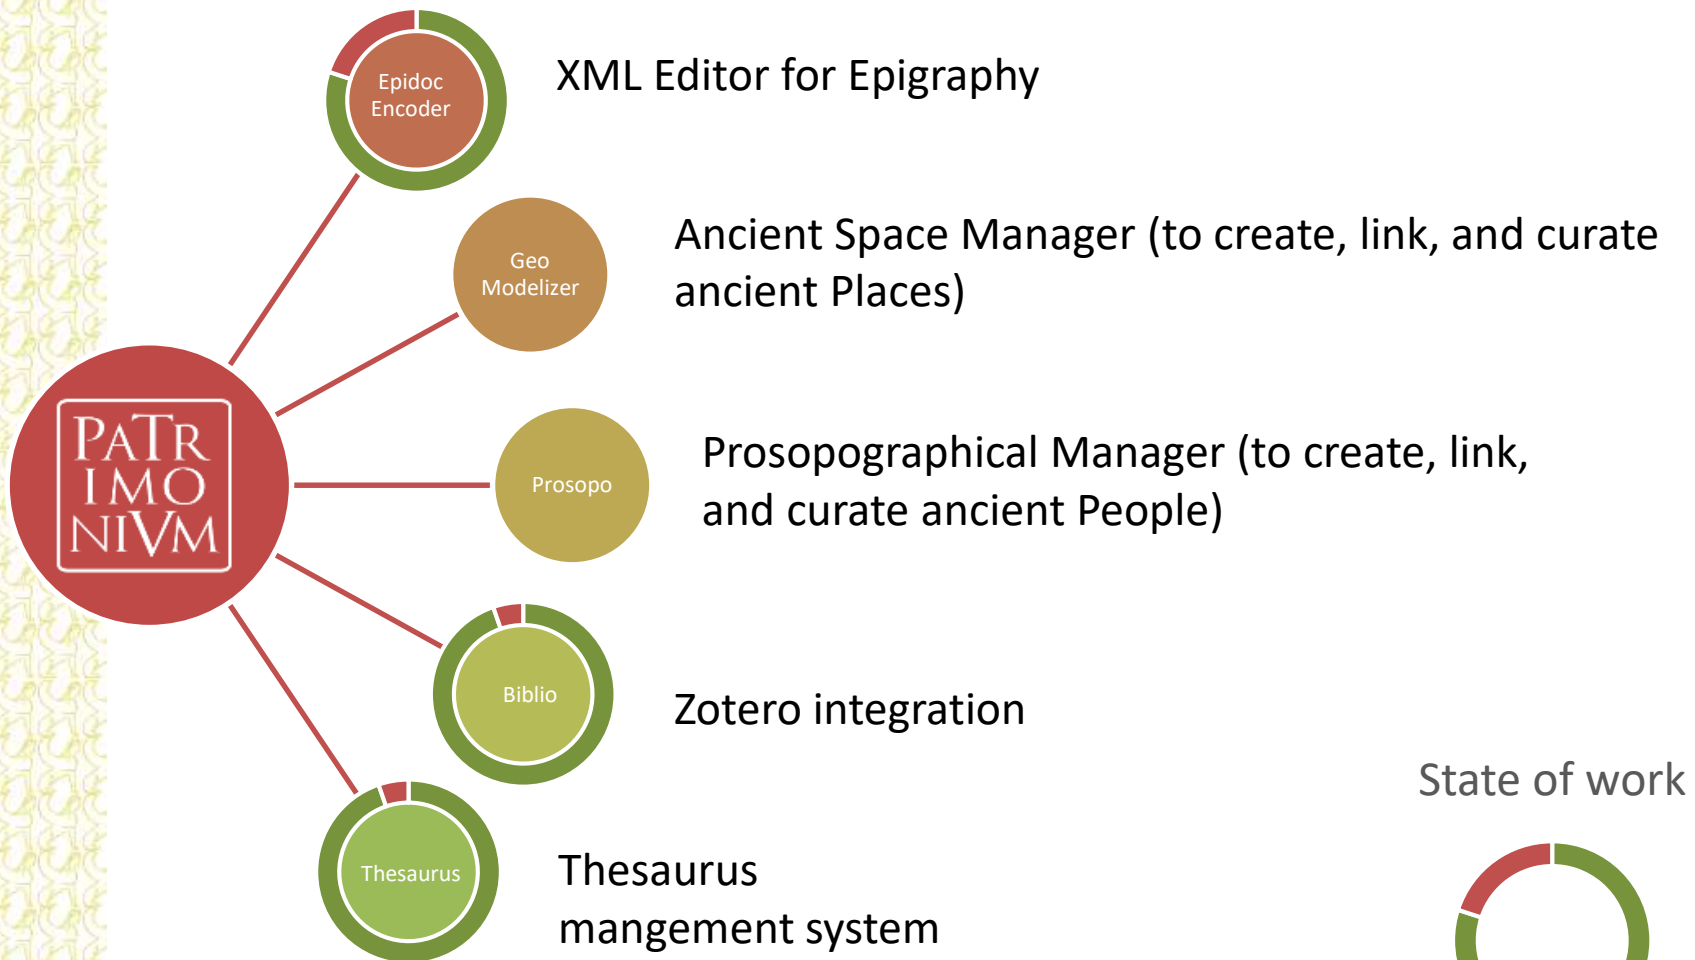 Epidoc
Encoder
XML Editor for Epigraphy
Geo
Modelizer
Ancient Space Manager (to create, link, and curate
ancient Places)
PATR
IMO
NIVM
Prosopo
Prosopographical Manager (to create, link,
and curate ancient People)
Biblio
Zotero integration
State of work
Thesaurus
Thesaurus
mangement system